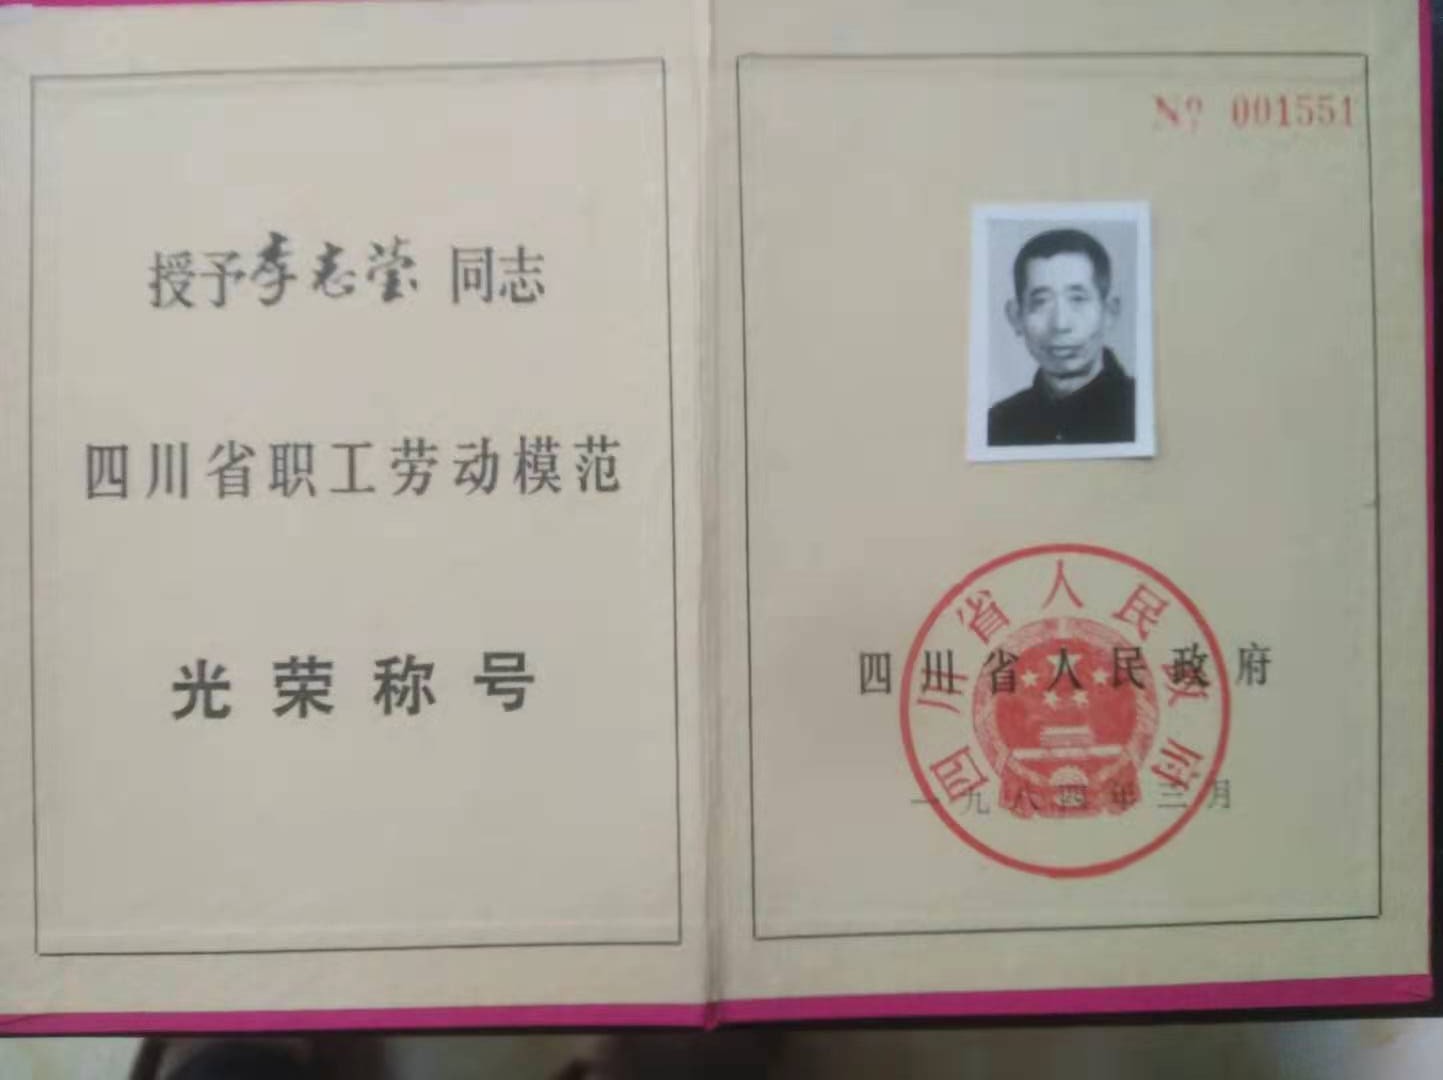 授予李志莹同志
四川省职工劳动模范
光荣称号
№ 001551
四川省人民政府
四川省人民政府
一九八四年三月